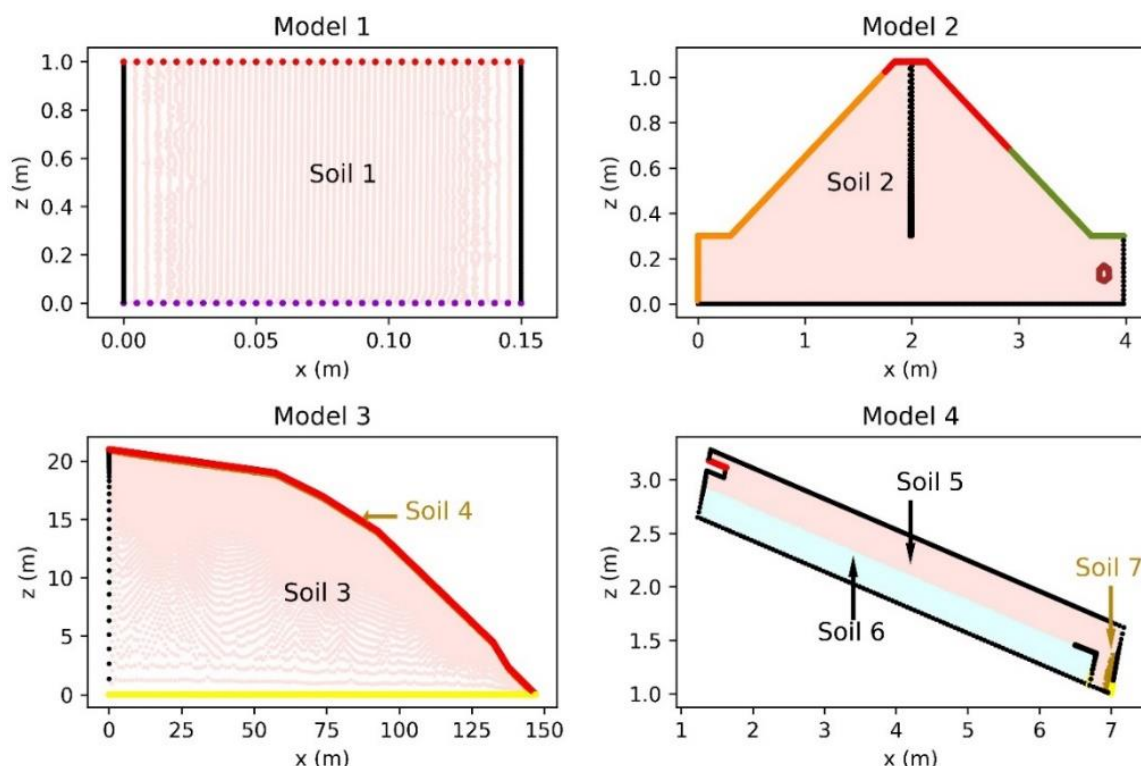 Model 1
1.0
0.8
0.6
0.4
0.2
0.0
z (m)
Soil 1
0.00
0.05
0.10
0.15
x (m)
Model 2
1.0
0.8
0.6
0.4
0.2
0.0
z (m)
Soil 2
0
1
2
3
4
x (m)
Model 3
20
15
10
5
0
z (m)
Soil 4
Soil 3
0
25
50
75
100
125
150
x (m)
Model 4
3.0
2.5
2.0
1.5
1.0
z (m)
Soil 5
Soil 7
Soil 6
1
2
3
4
5
6
7
x (m)